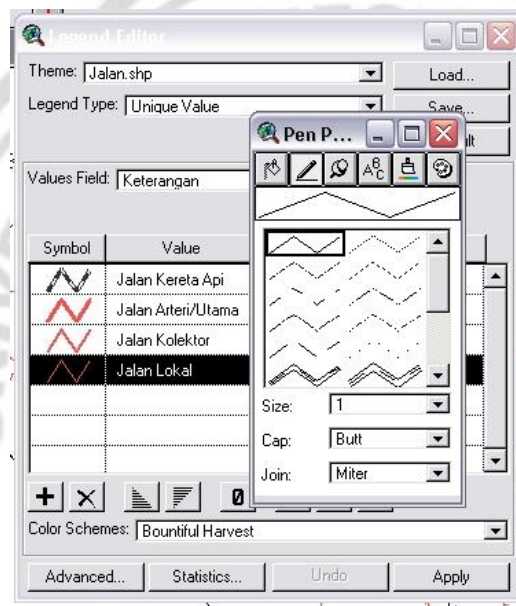 Legend Editor
Theme: Jalan.shp
Load...
Legend Type: Unique Value
Save...
Pen P...
Values Field: Keterangan
Symbol Value
Jalan Kereta Api
Jalan Arteri/Utama
Jalan Kolektor
Jalan Lokal
Size: 1
Cap: Butt
Join: Miter
Color Schemes: Bountiful Harvest
Advanced... Statistics... Undo Apply